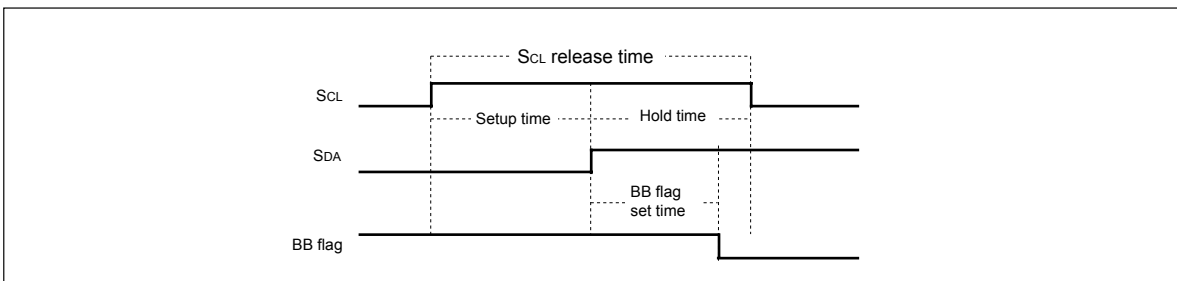 SCL release time
SCL
Setup time
Hold time
SDA
BB flag
set time
BB flag